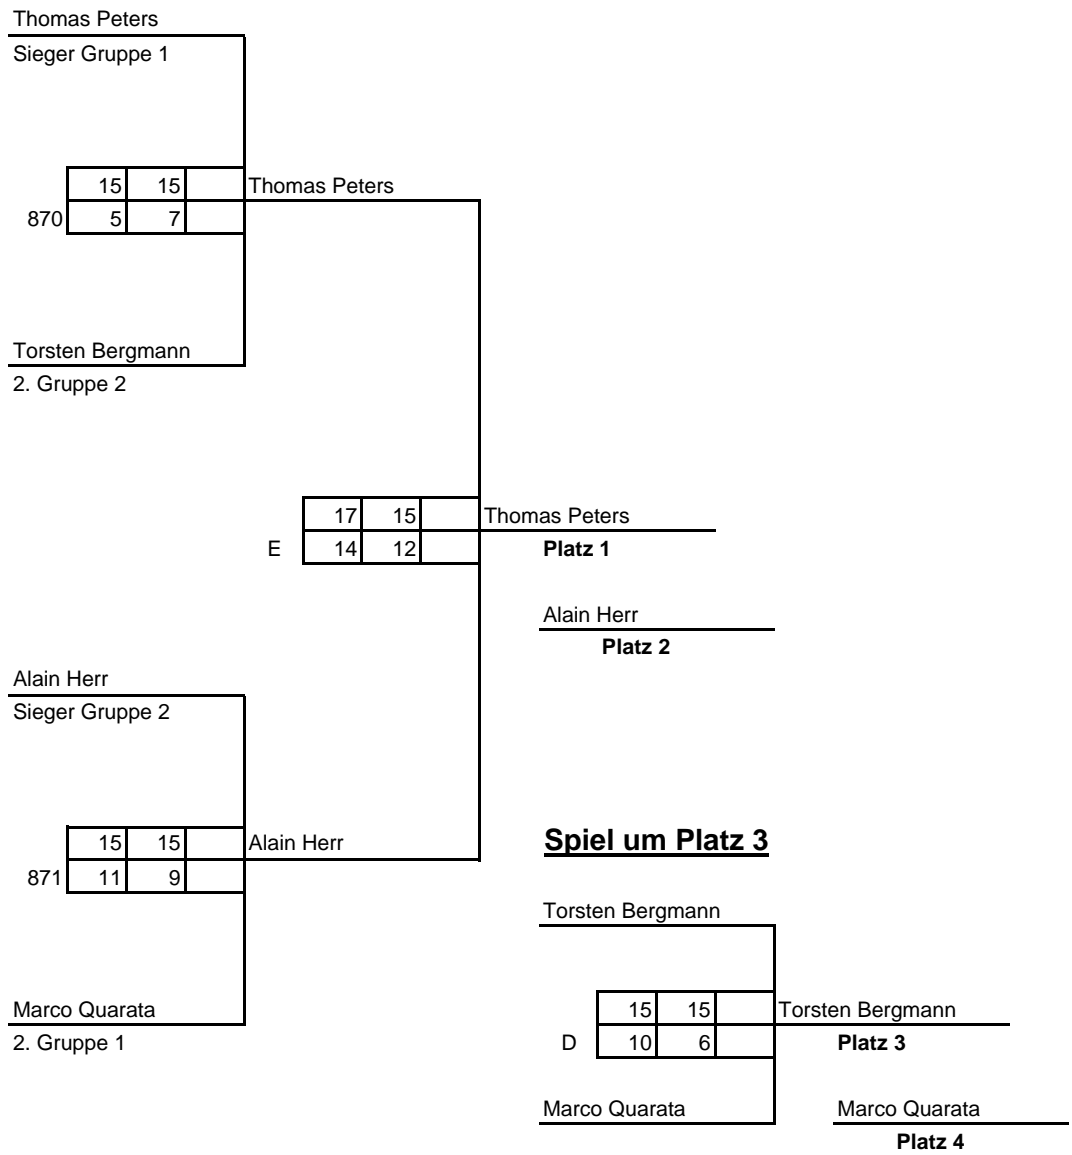 Thomas Peters
Sieger Gruppe 1
15 15 Thomas Peters
870 5 7
Torsten Bergmann
2. Gruppe 2
17 15 Thomas Peters
E 14 12 Platz 1
Alain Herr
Platz 2
Alain Herr
Sieger Gruppe 2
15 15 Alain Herr
871 11 9
Marco Quarata
2. Gruppe 1
Spiel um Platz 3
Torsten Bergmann
15 15 Torsten Bergmann
D 10 6 Platz 3
Marco Quarata
Marco Quarata
Platz 4